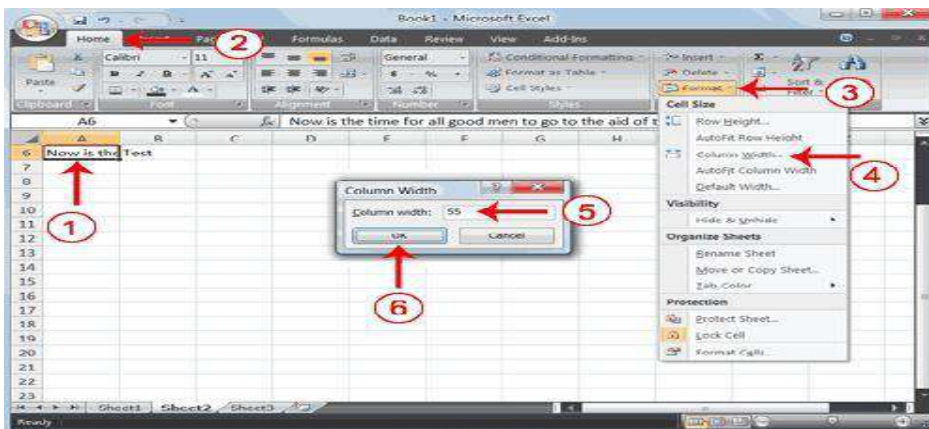 Book1 - Microsoft Excel
Home Formulas Data Review View Add-Ins
2
Calibri 11 General Conditional Formatting Insert Σ
Paste Format as Table Delete Sort &
Cell Styles Format Filter
3
Clipboard Font Alignment Number Styles
Cell Size
A6 Now is the time for all good men to go to the aid of
Row Height...
A B C D E F G H
AutoFit Row Height
6 Now is the Test
Column Width...
4
7
AutoFit Column Width
8
Default Width...
9
Column Width
Visibility
10
Column width: 55
5
Hide & Unhide
11
1
Organize Sheets
12
OK Cancel
Rename Sheet
13
Move or Copy Sheet...
14
Tab Color
15
Protection
16
6
Protect Sheet...
17
Lock Cell
18
Format Cells...
19
20
21
22
23
Sheet1 Sheet2 Sheet3
Ready